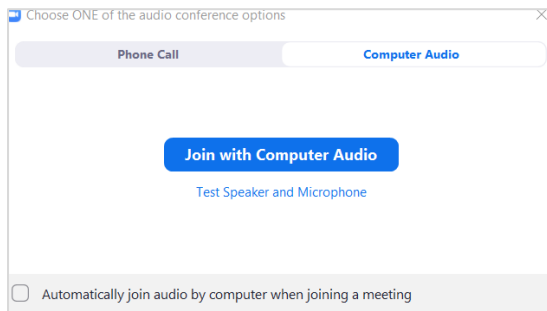 Choose ONE of the audio conference options
Phone Call
Computer Audio
Join with Computer Audio
Test Speaker and Microphone
Automatically join audio by computer when joining a meeting